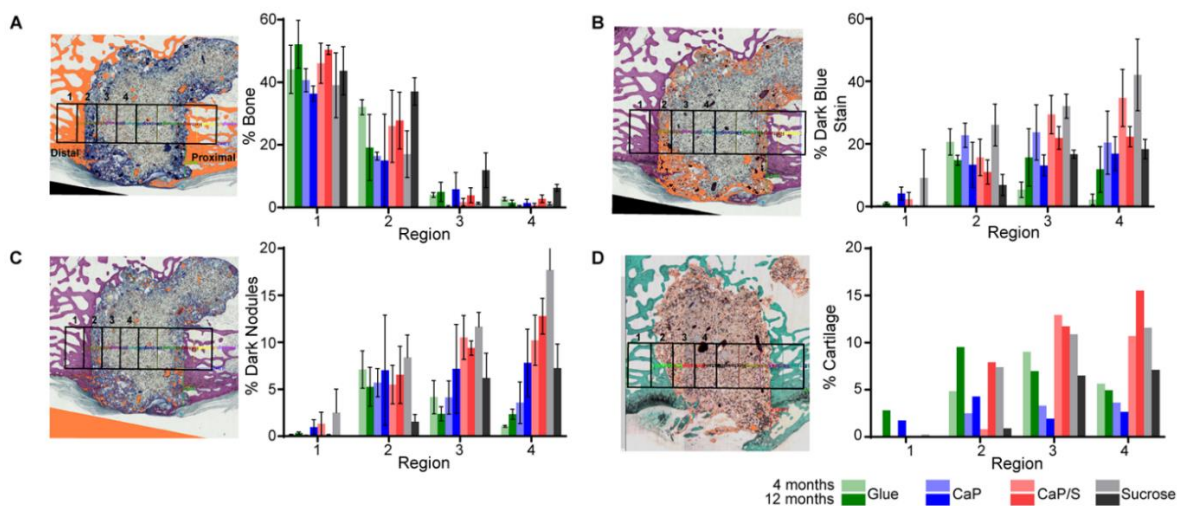 A
1
2
3
4
Distal
Proximal
% Bone
60
40
20
0
1 2 3 4
Region
B
1
2
3
4
% Dark Blue
Stain
60
40
20
0
1 2 3 4
Region
C
1
2
3
4
% Dark Nodules
20
15
10
5
0
1 2 3 4
Region
D
1
2
3
4
% Cartilage
20
15
10
5
0
1 2 3 4
Region
4 months
12 months
Glue
CaP
CaP/S
Sucrose